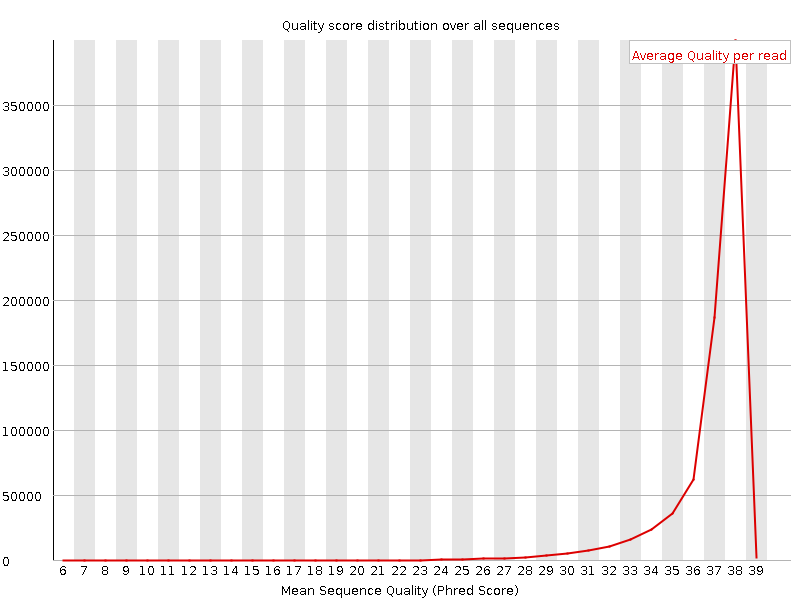 Quality score distribution over all sequences
Average Quality per read
350000
300000
250000
200000
150000
100000
50000
0
6 7 8 9 10 11 12 13 14 15 16 17 18 19 20 21 22 23 24 25 26 27 28 29 30 31 32 33 34 35 36 37 38 39
Mean Sequence Quality (Phred Score)